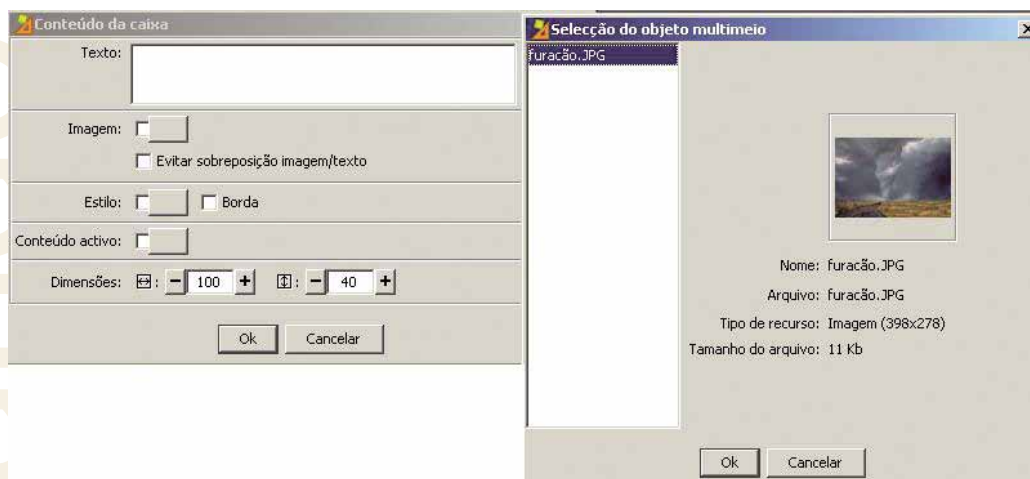 Conteúdo da caixa
Texto:
Imagem:
Evitar sobreposição imagem/texto
Estilo: Borda
Conteúdo activo:
Dimensões: : - 100 + : - 40 +
Ok Cancelar
Selecção do objeto multimeio
furacão.JPG
Nome: furacão.JPG
Arquivo: furacão.JPG
Tipo de recurso: Imagem (398x278)
Tamanho do arquivo: 11 Kb
Ok Cancelar